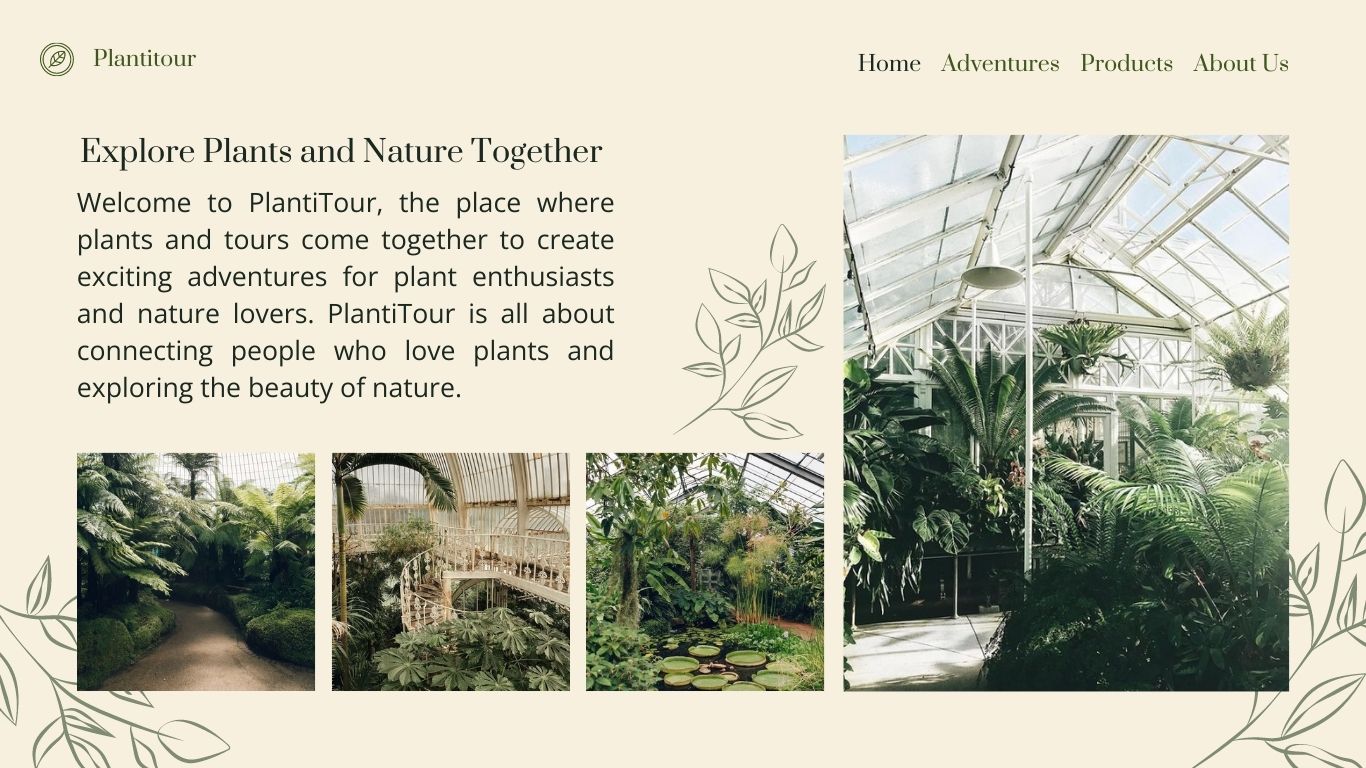 Plantitour
Home Adventures Products About Us
Explore Plants and Nature Together
Welcome to PlantiTour, the place where
plants and tours come together to create
exciting adventures for plant enthusiasts
and nature lovers. PlantiTour is all about
connecting people who love plants and
exploring the beauty of nature.